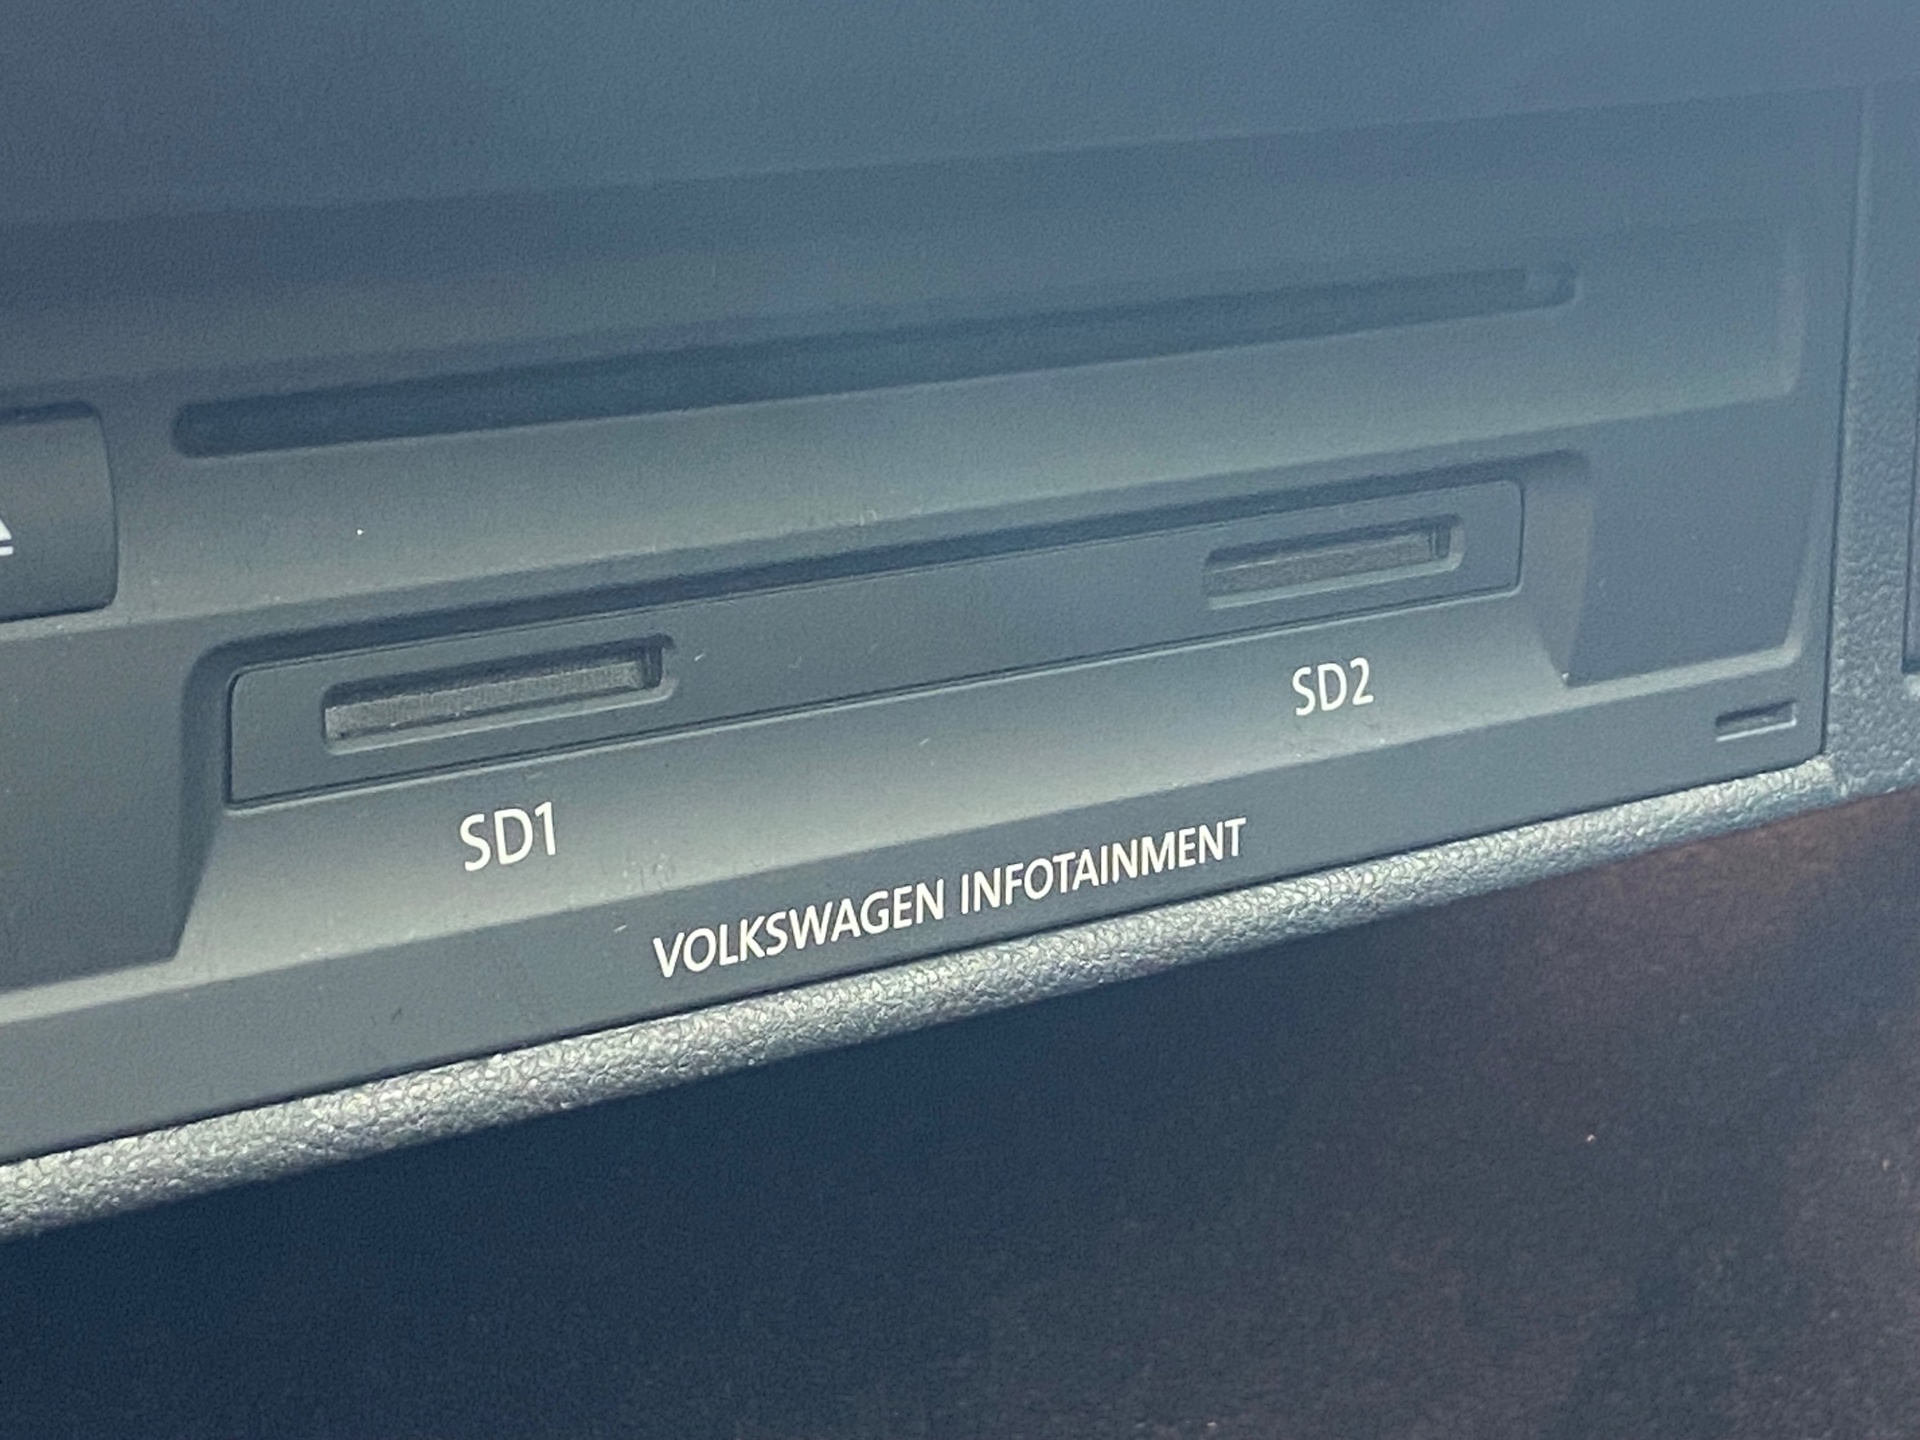 SD1
SD2
VOLKSWAGEN INFOTAINMENT